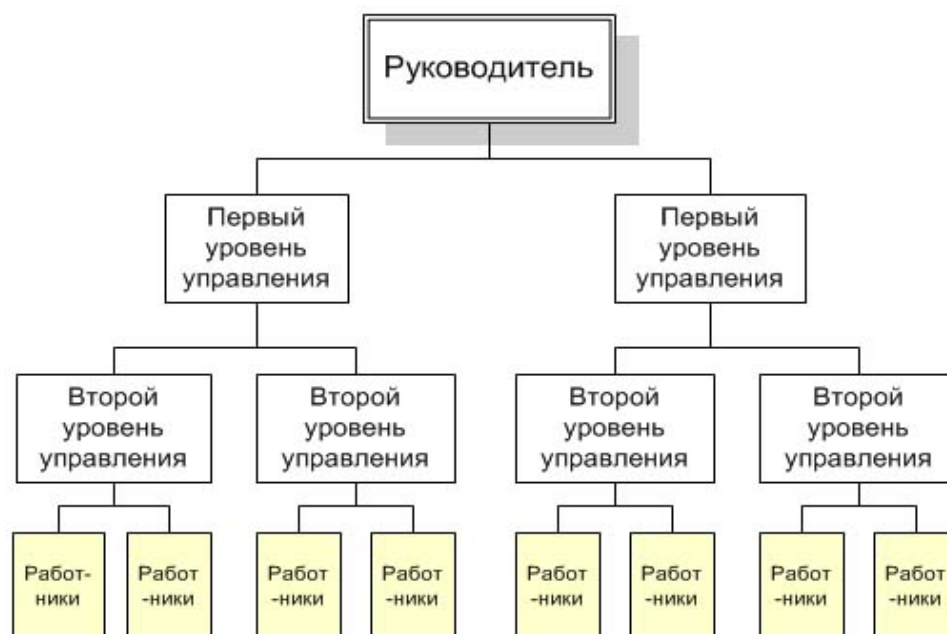 Руководитель
Первый
уровень
управления
Первый
уровень
управления
Второй
уровень
управления
Второй
уровень
управления
Второй
уровень
управления
Второй
уровень
управления
Работ-
ники
Работ
-ники
Работ
-ники
Работ
-ники
Работ
-ники
Работ
-ники
Работ
-ники
Работ
-ники